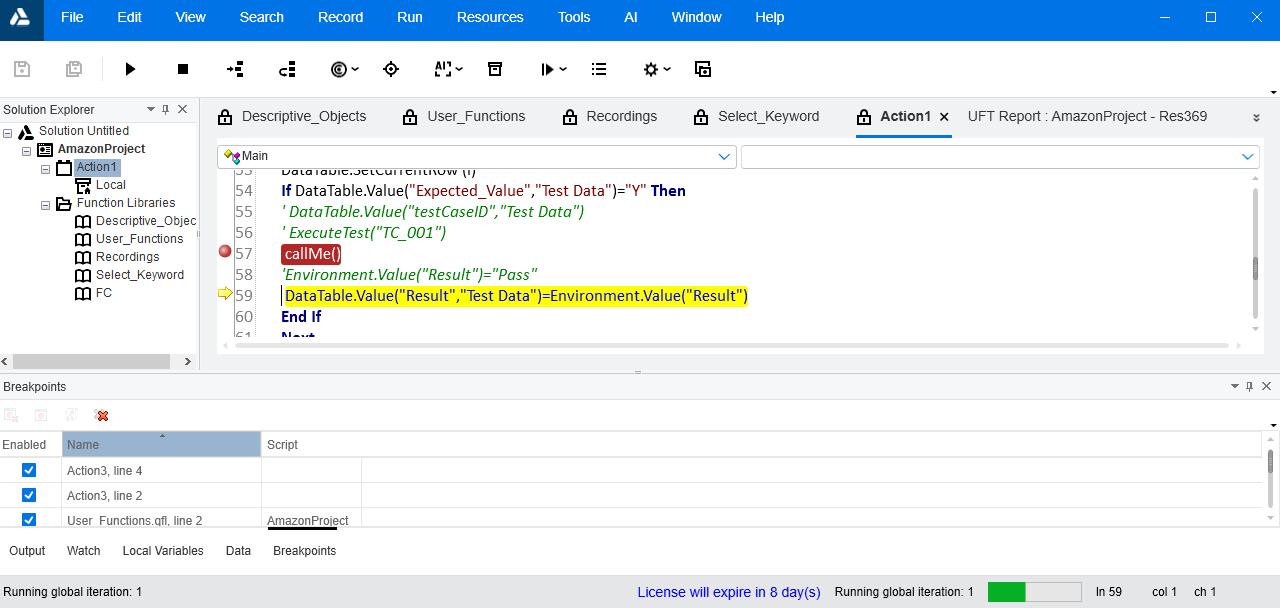 File Edit View Search Record Run Resources Tools AI Window Help
Solution Explorer
Solution Untitled
AmazonProject
Action1
Local
Function Libraries
Descriptive_Objec
User_Functions
Recordings
Select_Keyword
FC
Descriptive_Objects User_Functions Recordings Select_Keyword Action1 UFT Report : AmazonProject - Res369
Main
53 DataTable.SetCurrentRow (i)
54 If DataTable.Value("Expected_Value","Test Data")="Y" Then
55 ' DataTable.Value("testCaseID","Test Data")
56 ' ExecuteTest("TC_001")
57 callMe()
58 'Environment.Value("Result")="Pass"
59 DataTable.Value("Result","Test Data")=Environment.Value("Result")
60 End If
61 Next
Breakpoints
Enabled Name Script
Action3, line 4
Action3, line 2
User_Functions.qfl, line 2 AmazonProject
Output Watch Local Variables Data Breakpoints
Running global iteration: 1 License will expire in 8 day(s) Running global iteration: 1 ln 59 col 1 ch 1